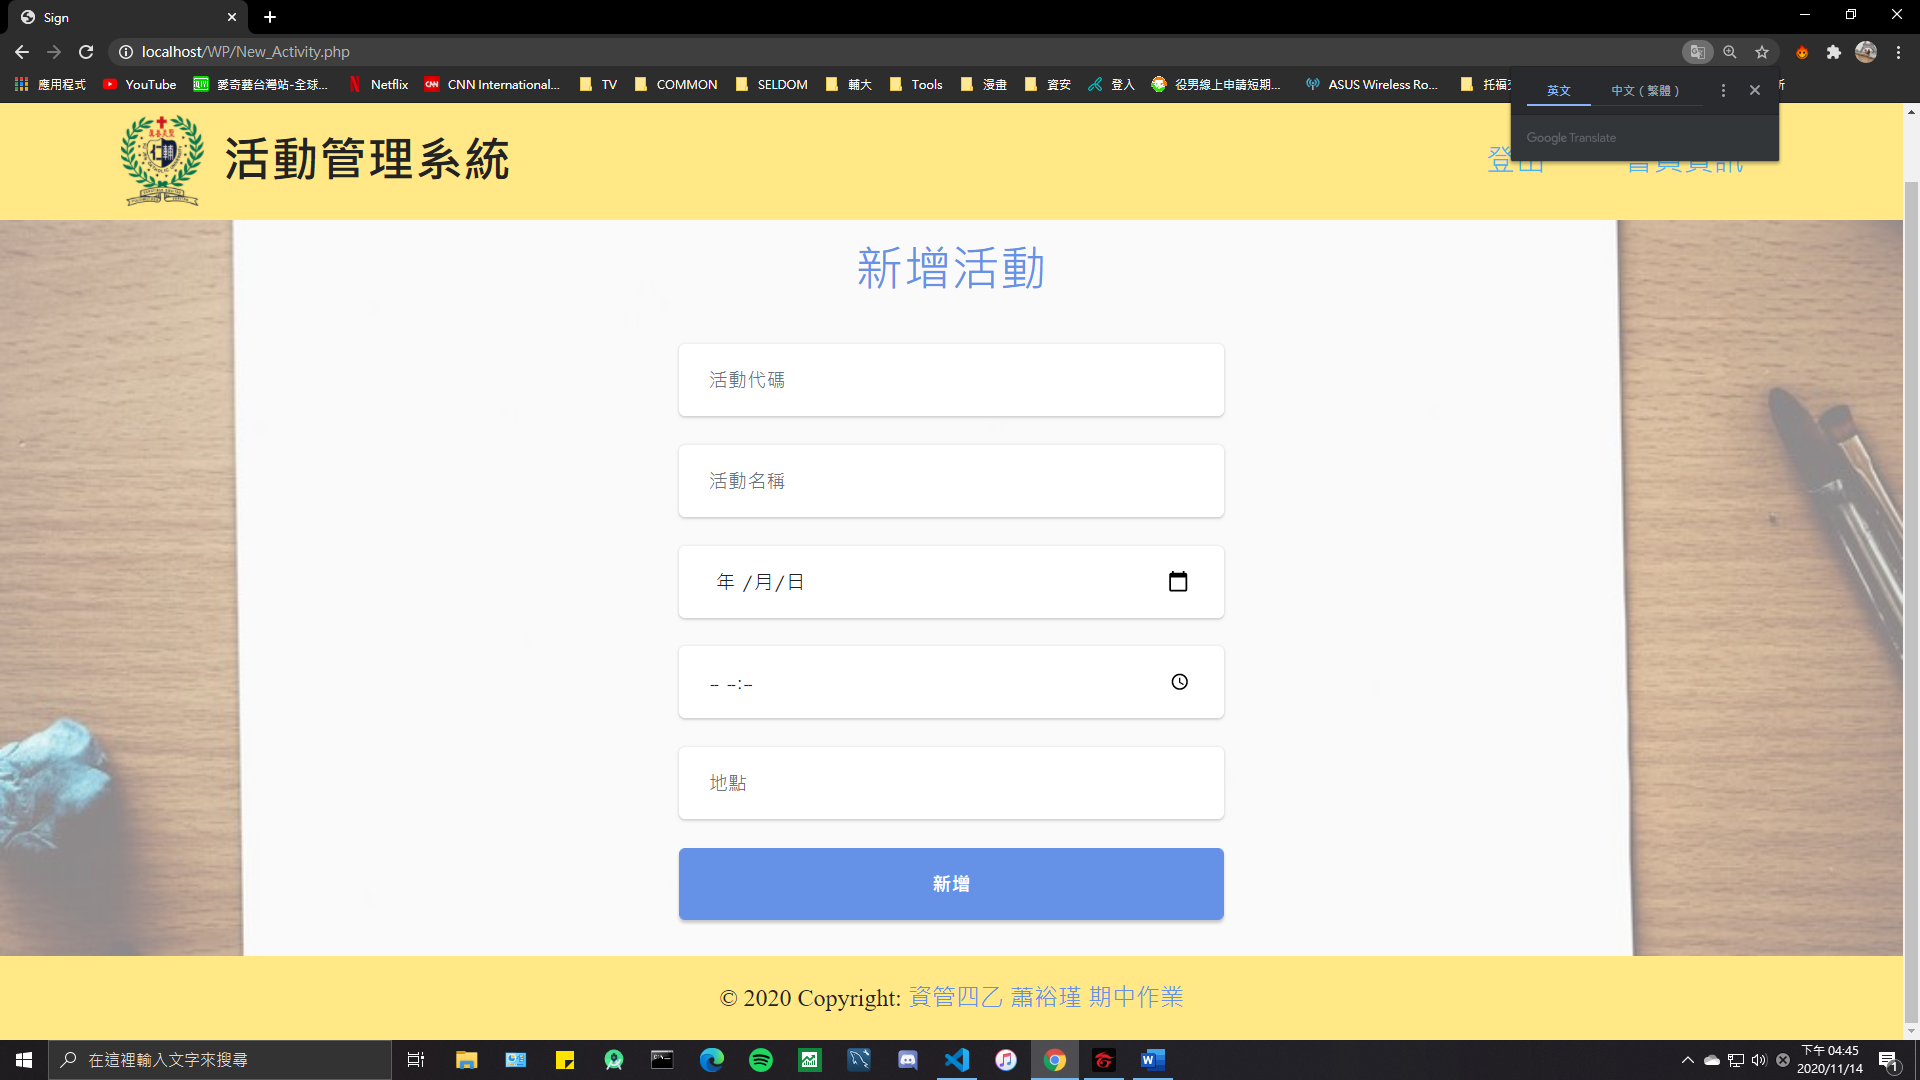 Sign
localhost/WP/New_Activity.php
應用程式 YouTube 愛奇藝台灣站-全球... Netflix CNN International... TV COMMON SELDOM 輔大 Tools 漫畫 資安 登入 役男線上申請短期... ASUS Wireless Ro...
英文 中文（繁體）
Google Translate
活動管理系統
登出 會員資訊
新增活動
活動代碼
活動名稱
年 /月/日
-- --:--
地點
新增
© 2020 Copyright: 資管四乙 蕭裕瑾 期中作業
在這裡輸入文字來搜尋
下午 04:45
2020/11/14
1